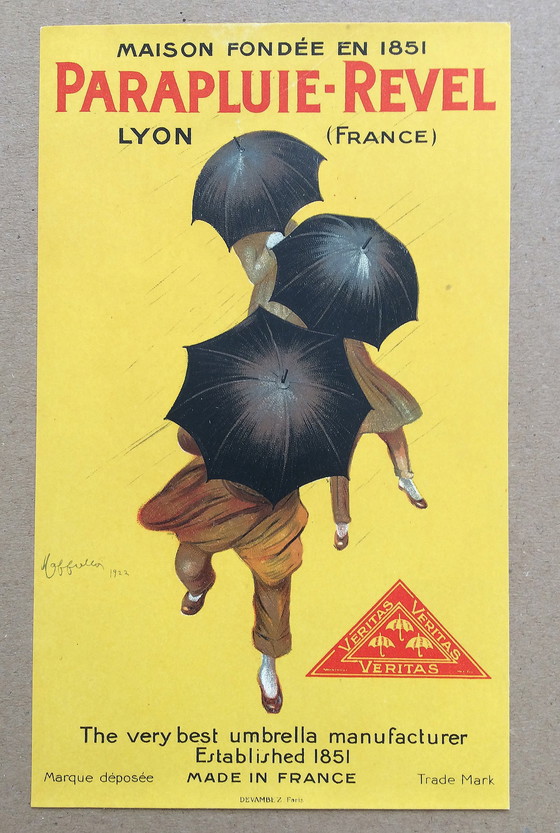 MAISON FONDÉE EN 1851
PARAPLUIE-REVEL
LYON (FRANCE)
1922
VERITAS VERITAS
VERITAS
The very best umbrella manufacturer
Established 1851
Marque déposée MADE IN FRANCE Trade Mark
DEVAMBEZ Paris